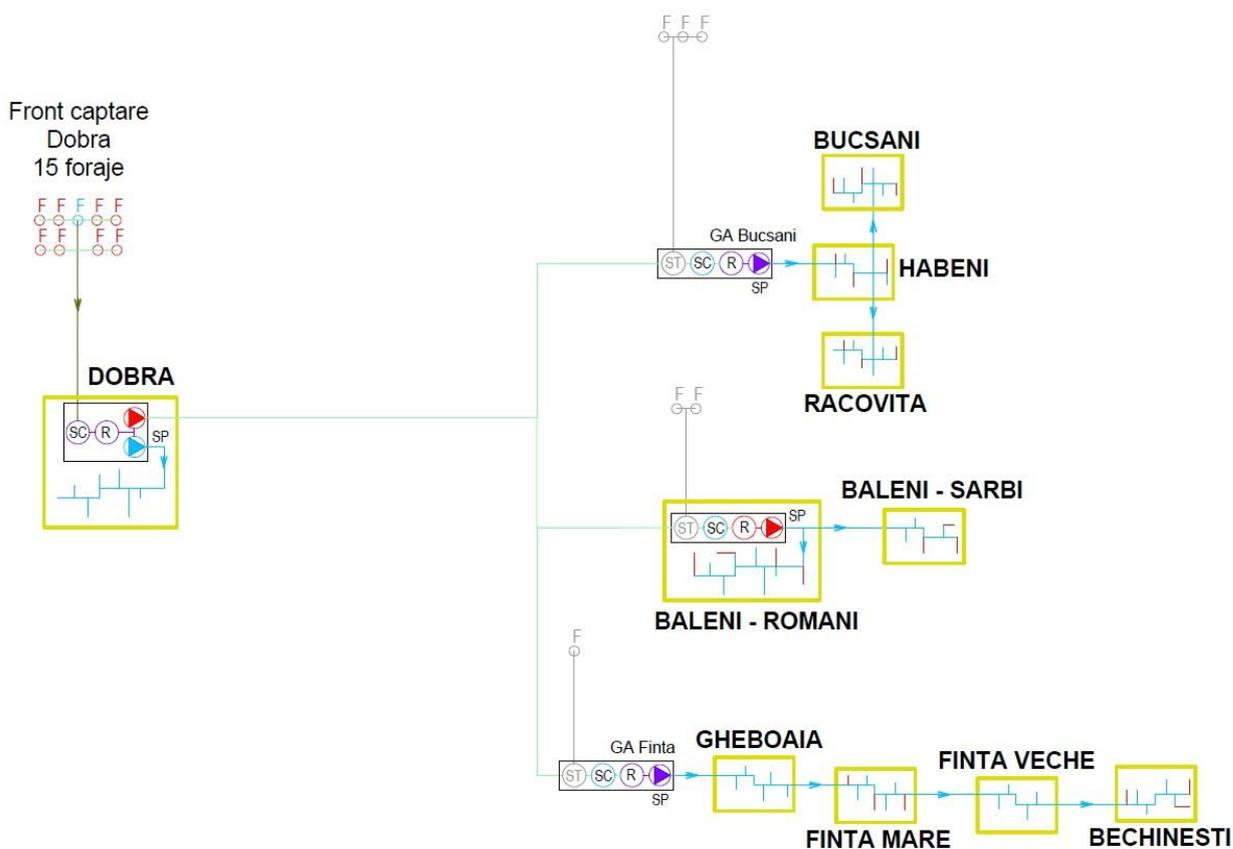 F F F
Front captare
Dobra
15 foraje
F F F F F
F F F F
BUCSANI
GA Bucsani
ST SC R
SP
HABENI
RACOVITA
DOBRA
SC R
SP
F F
BALENI - SARBI
ST SC R
SP
BALENI - ROMANI
F
GA Finta
ST SC R
SP
GHEBOAIA
FINTA MARE
FINTA VECHE
BECHINESTI